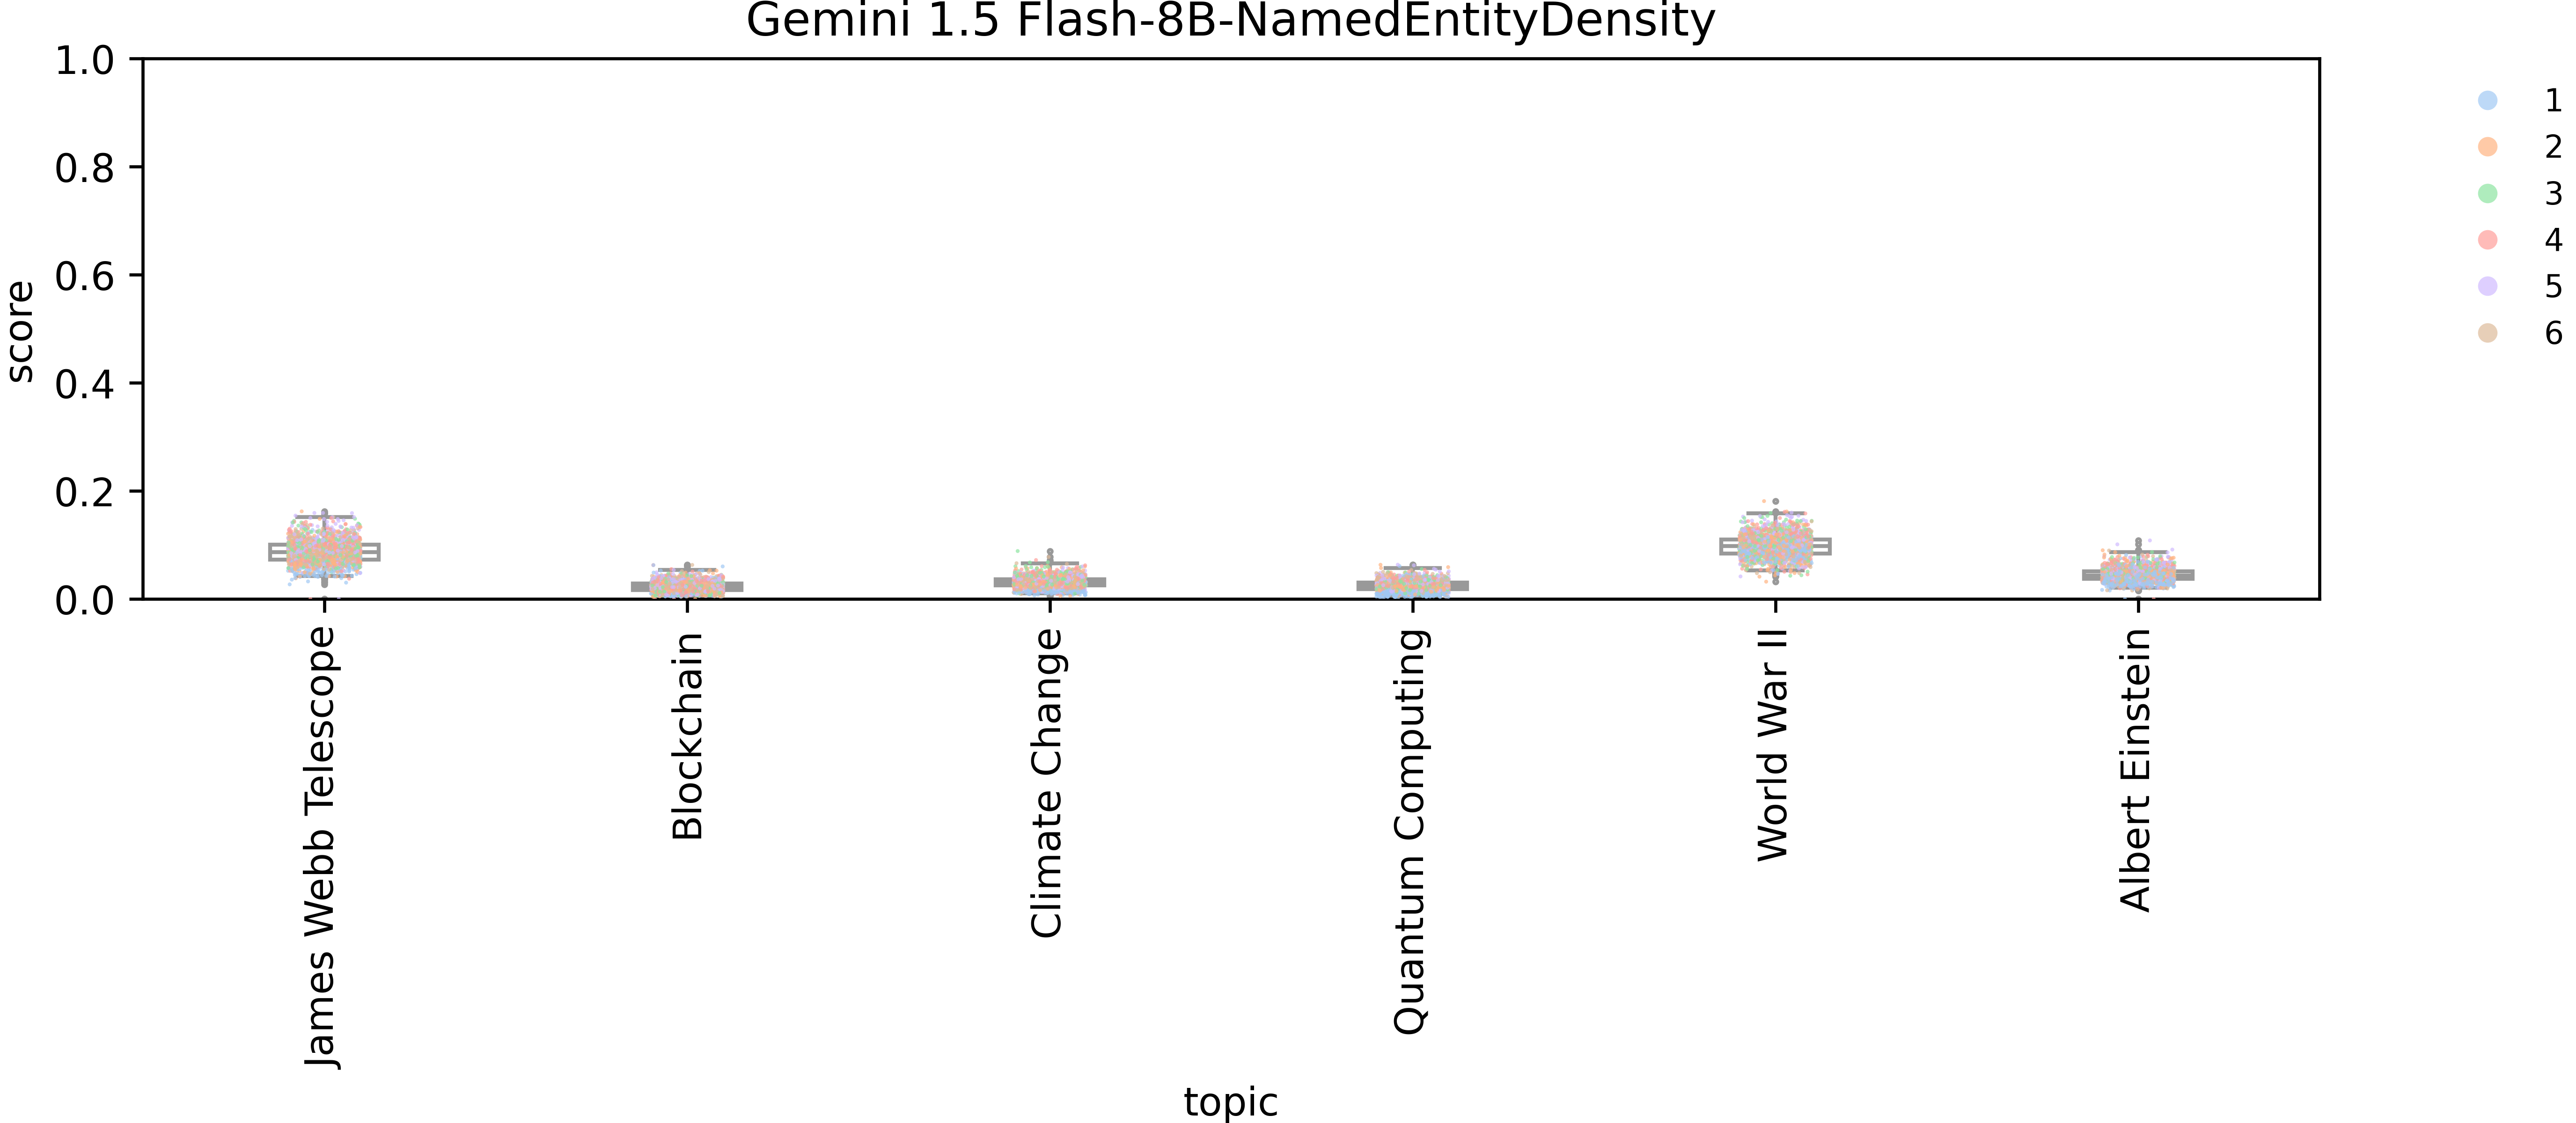 Gemini 1.5 Flash-8B-NamedEntityDensity
1.0
0.8
0.6
0.4
0.2
0.0
score
James Webb Telescope
Blockchain
Climate Change
Quantum Computing
World War II
Albert Einstein
topic
1
2
3
4
5
6